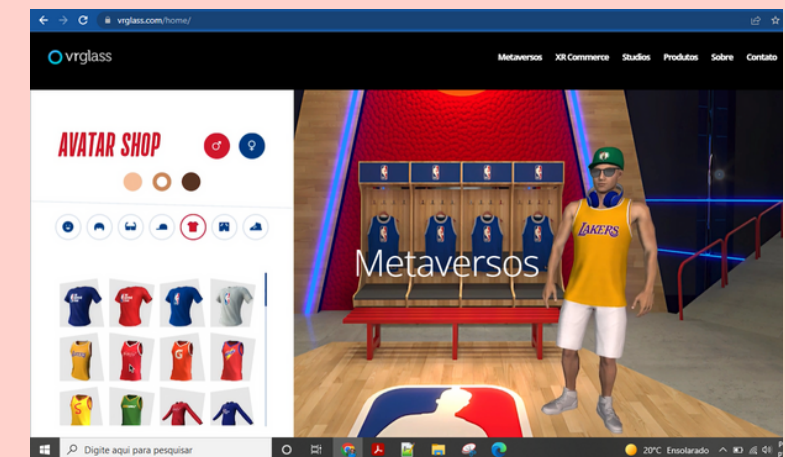 vrglass.com/home/
vrglass
Metaversos XR Commerce Studios Produtos Sobre Contato
AVATAR SHOP
Metaversos
LAKERS
Digite aqui para pesquisar
20°C Ensolarado